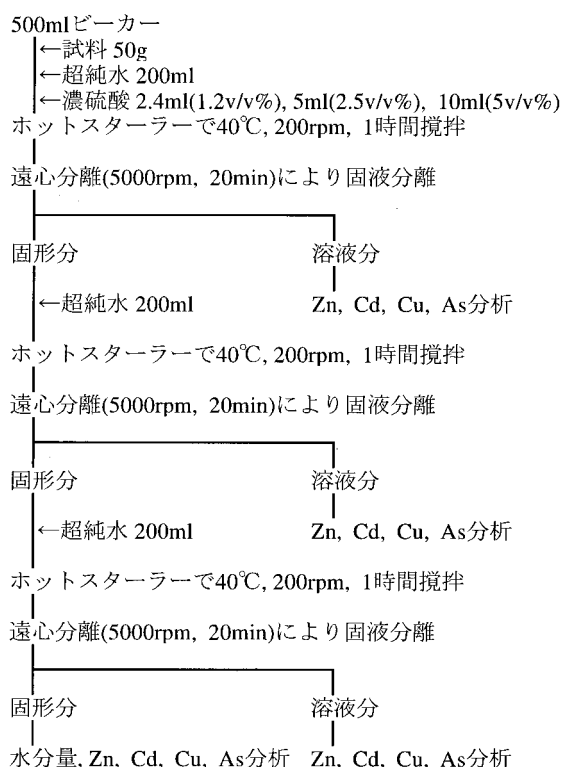 500mlビーカー
←試料 50g
←超純水 200ml
←濃硫酸 2.4ml(1.2v/v%), 5ml(2.5v/v%), 10ml(5v/v%)
ホットスターラーで40℃, 200rpm, 1時間攪拌
遠心分離(5000rpm, 20min)により固液分離
固形分 溶液分
←超純水 200ml Zn, Cd, Cu, As分析
ホットスターラーで40℃, 200rpm, 1時間攪拌
遠心分離(5000rpm, 20min)により固液分離
固形分 溶液分
←超純水 200ml Zn, Cd, Cu, As分析
ホットスターラーで40℃, 200rpm, 1時間攪拌
遠心分離(5000rpm, 20min)により固液分離
固形分 溶液分
水分量, Zn, Cd, Cu, As分析 Zn, Cd, Cu, As分析